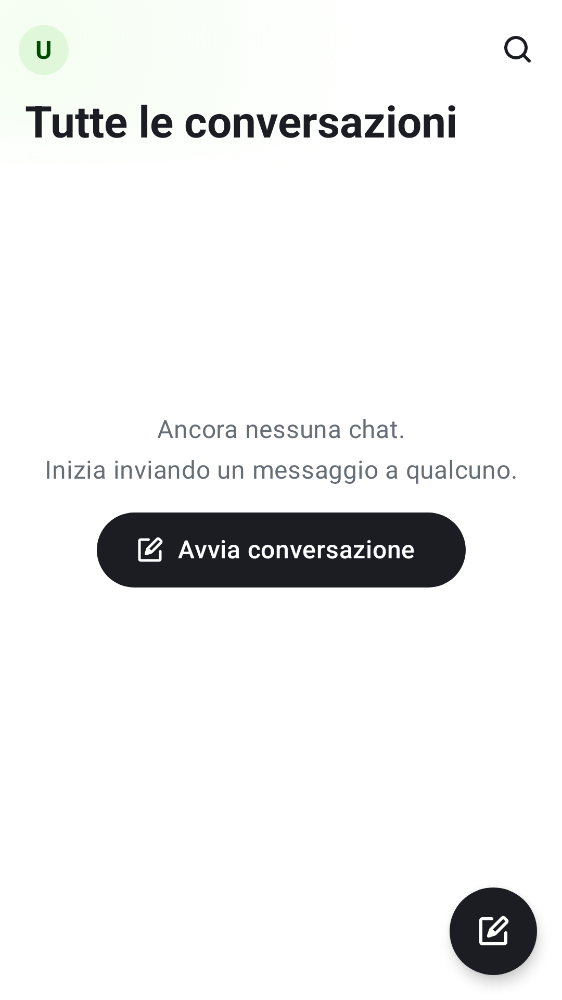 U
Tutte le conversazioni
Ancora nessuna chat.
Inizia inviando un messaggio a qualcuno.
Avvia conversazione